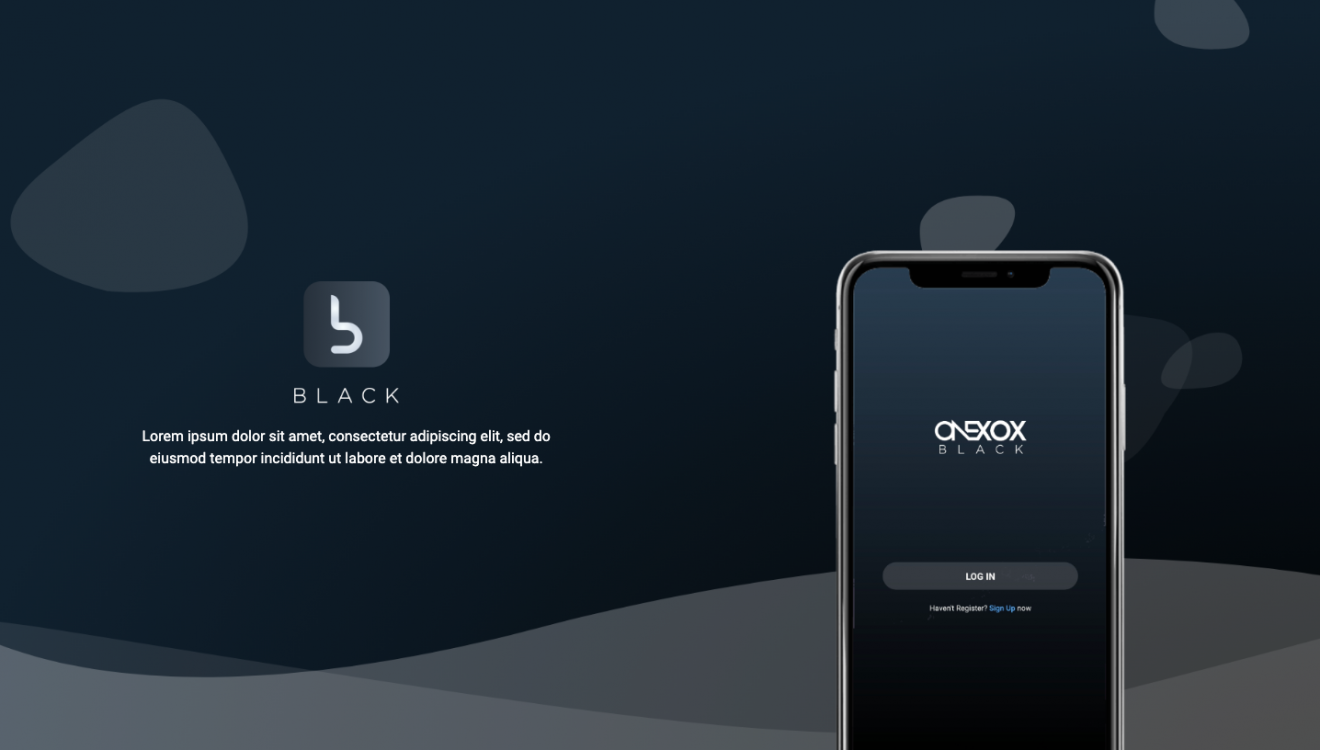 b
BLACK
Lorem ipsum dolor sit amet, consectetur adipiscing elit, sed do
eiusmod tempor incididunt ut labore et dolore magna aliqua.
ONEXOX
BLACK
LOG IN
Haven't Register? Sign Up now